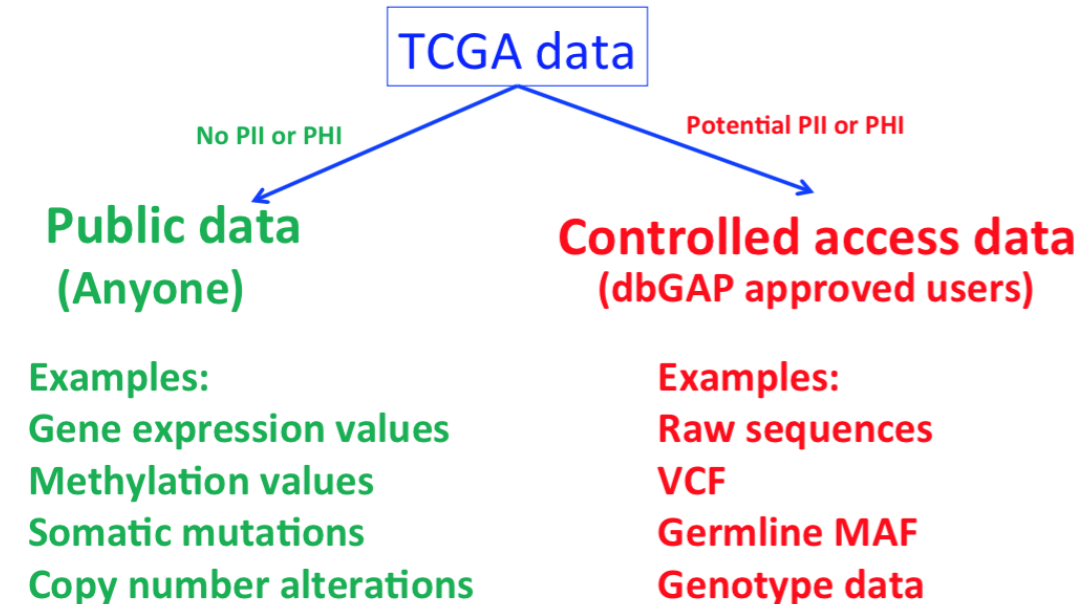 TCGA data
No PII or PHI
Potential PII or PHI
Public data
(Anyone)
Controlled access data
(dbGAP approved users)
Examples:
Gene expression values
Methylation values
Somatic mutations
Copy number alterations
Examples:
Raw sequences
VCF
Germline MAF
Genotype data